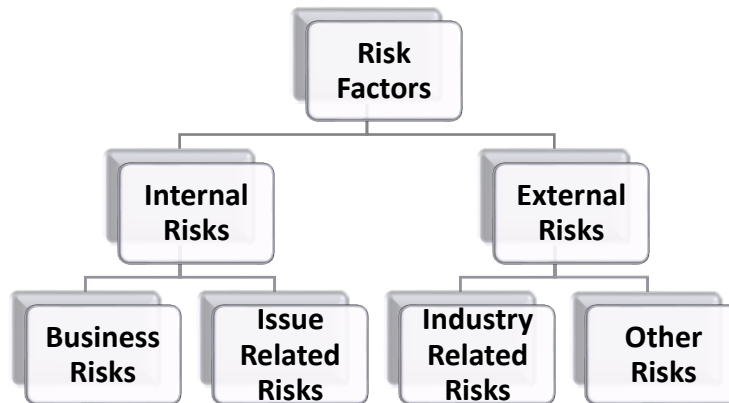 Risk
Factors
Internal
Risks
External
Risks
Business
Risks
Issue
Related
Risks
Industry
Related
Risks
Other
Risks